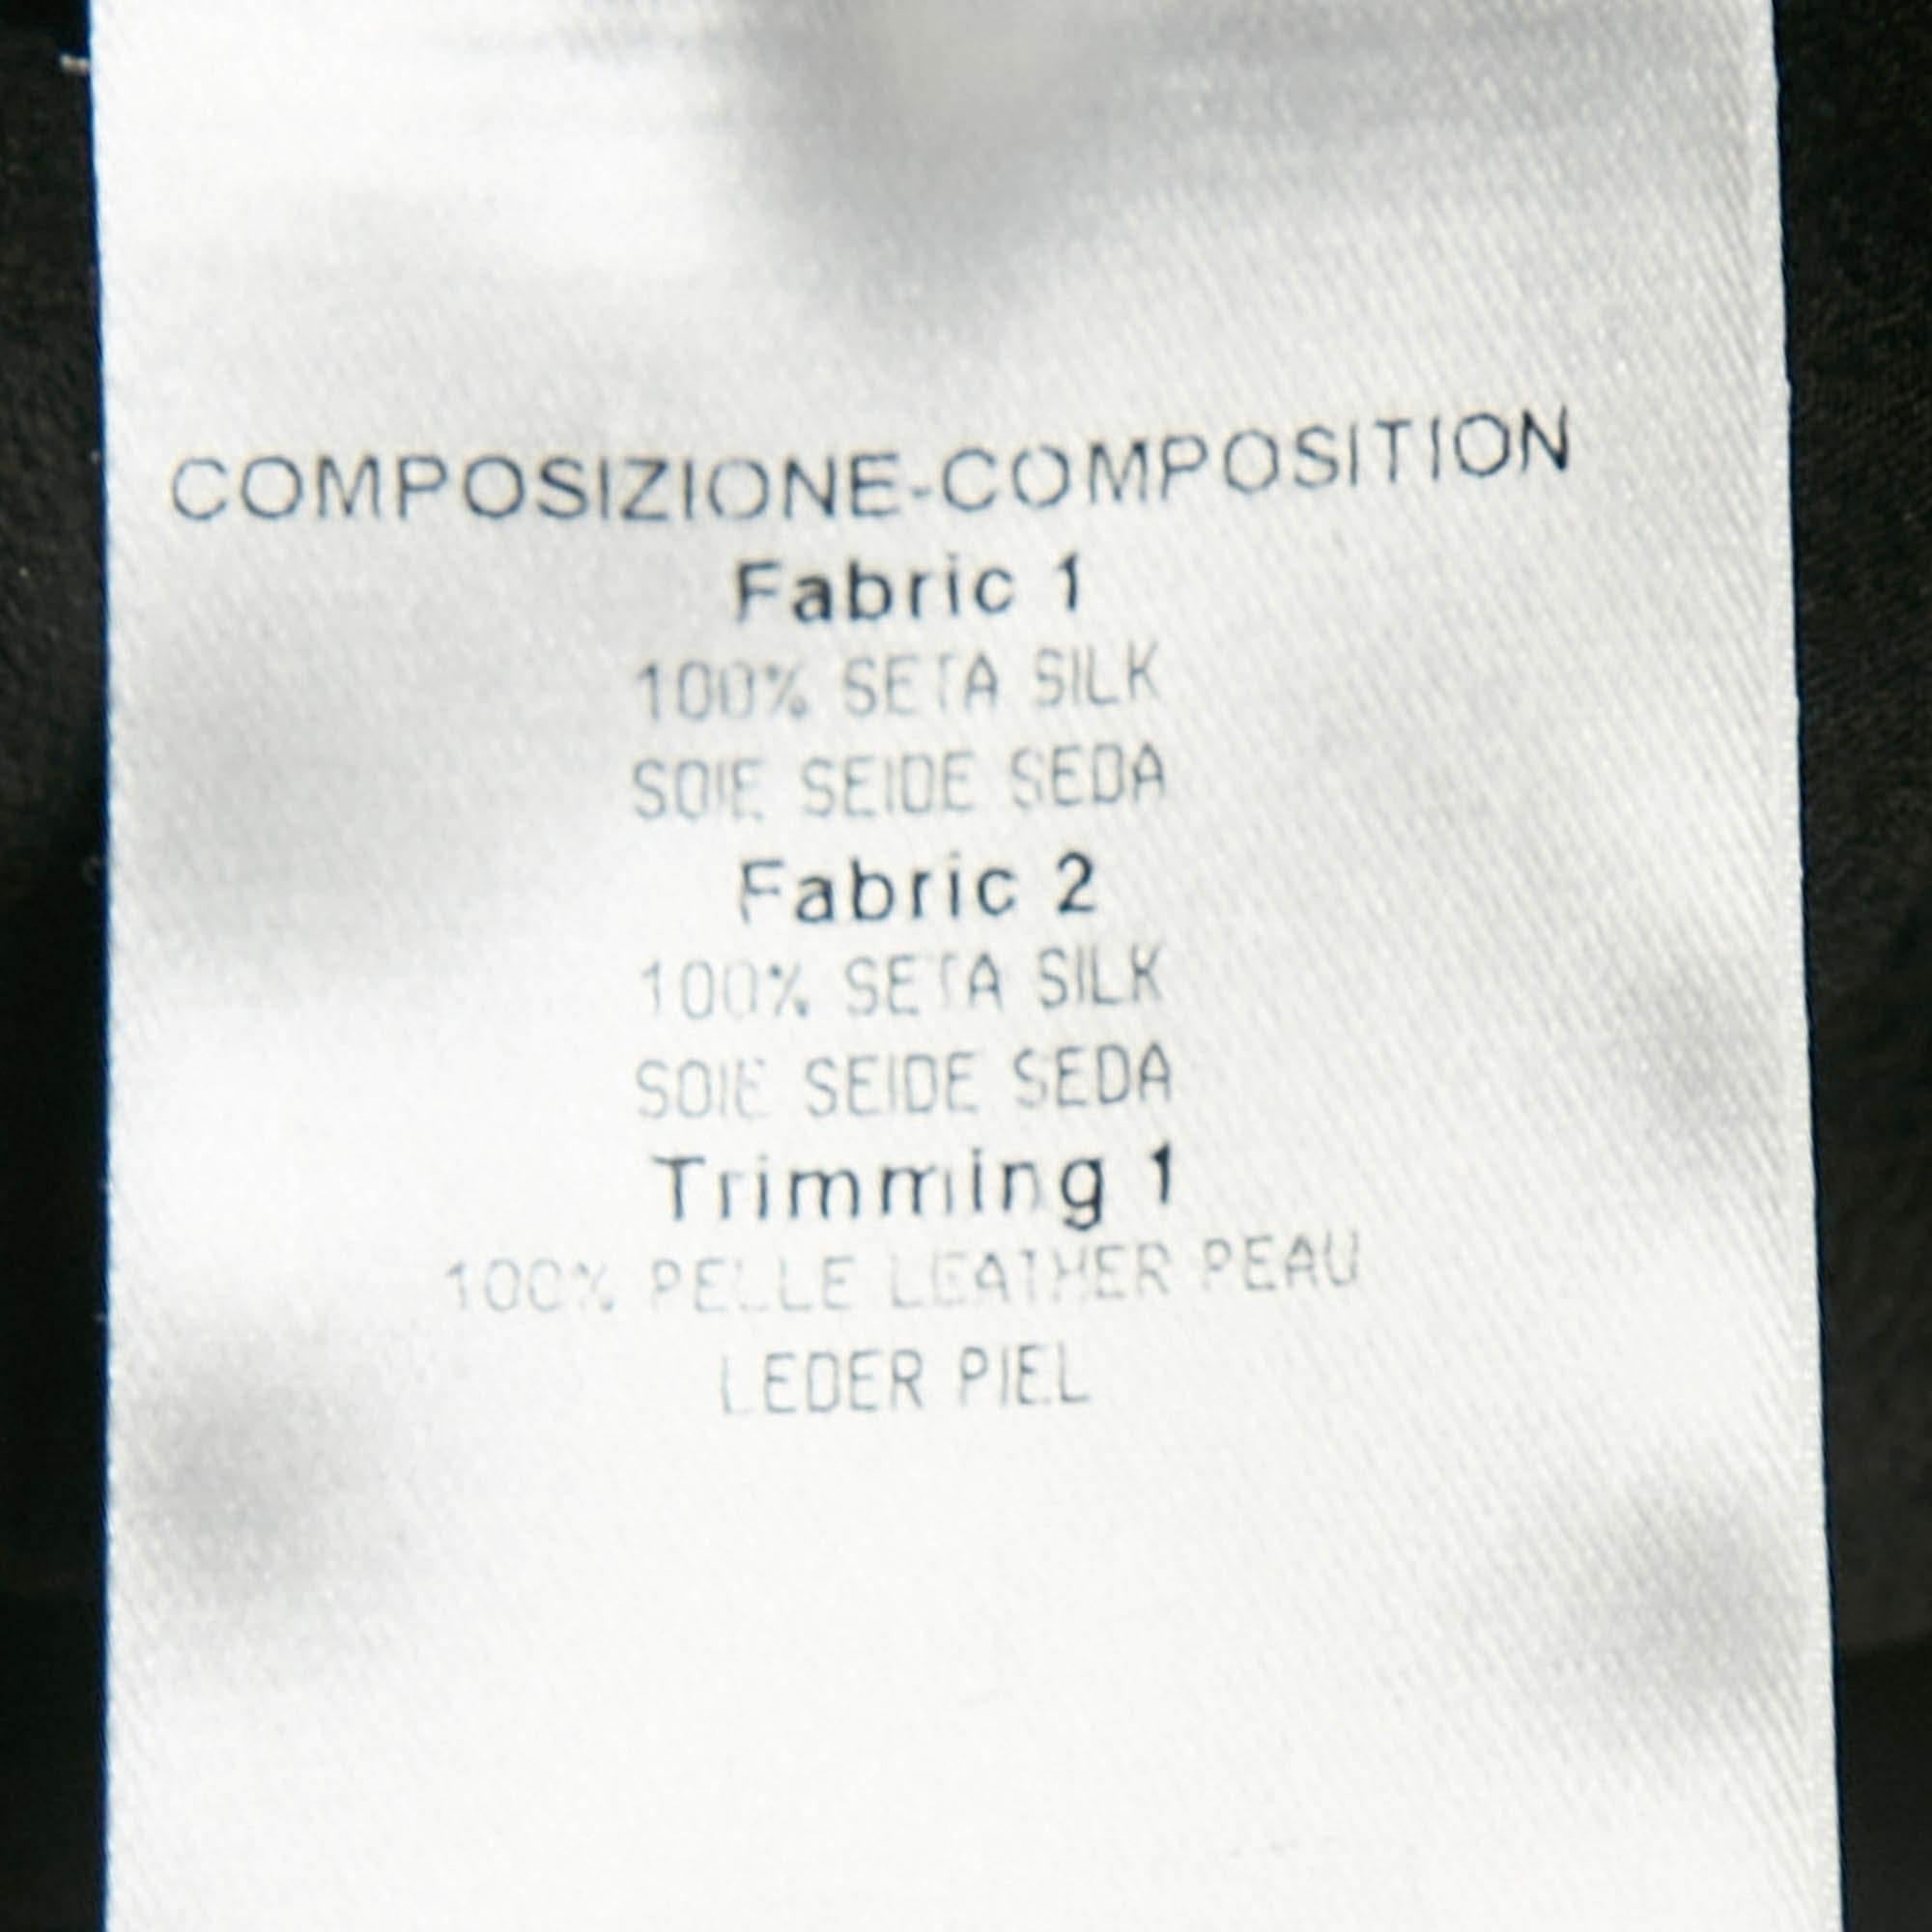 COMPOSIZIONE-COMPOSITION
Fabric 1
100% SETA SILK
SOIE SEIDE SEDA
Fabric 2
100% SETA SILK
SOIE SEIDE SEDA
Trimming 1
100% PELLE LEATHER PEAU
LEDER PIEL